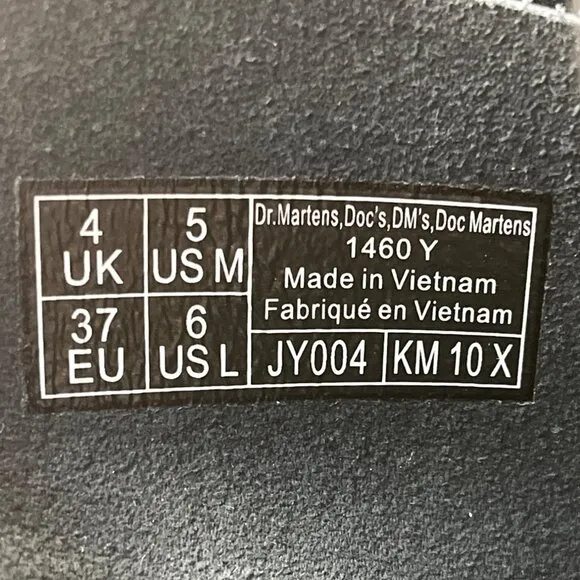 4
UK
5
US M
37
EU
6
US L
Dr.Martens,Doc's,DM's,Doc Martens
1460 Y
Made in Vietnam
Fabriqué en Vietnam
JY004
KM 10 X